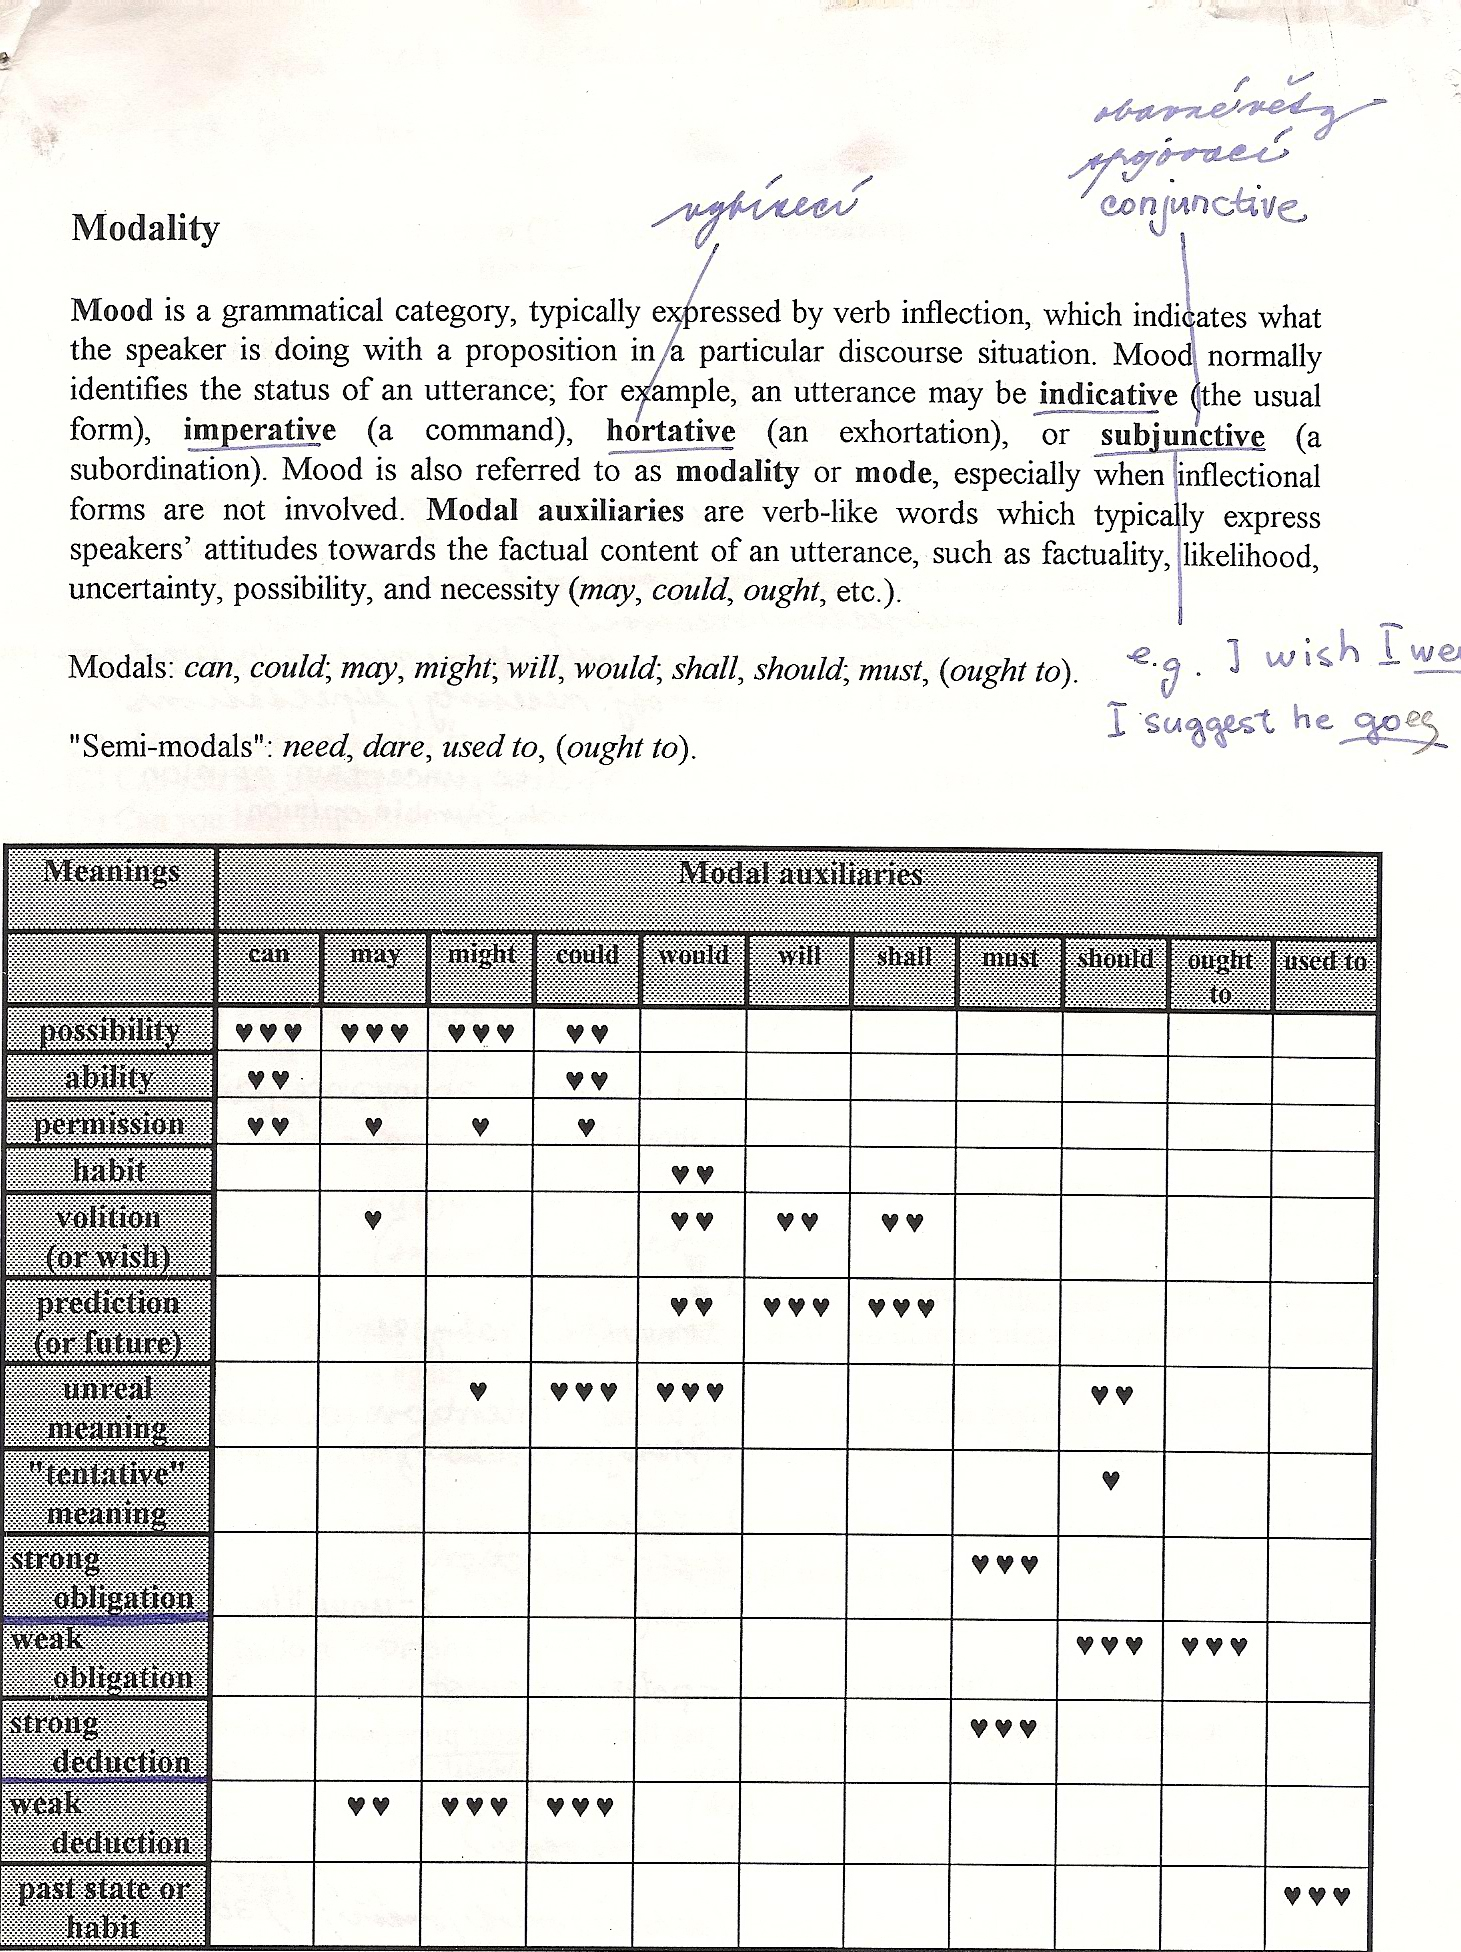 obavné věty
spojovací
conjunctive
vybízecí
Modality
Mood is a grammatical category, typically expressed by verb inflection, which indicates what
the speaker is doing with a proposition in a particular discourse situation. Mood normally
identifies the status of an utterance; for example, an utterance may be indicative (the usual
form), imperative (a command), hortative (an exhortation), or subjunctive (a
subordination). Mood is also referred to as modality or mode, especially when inflectional
forms are not involved. Modal auxiliaries are verb-like words which typically express
speakers' attitudes towards the factual content of an utterance, such as factuality, likelihood,
uncertainty, possibility, and necessity (may, could, ought, etc.).
e.g. I wish I we
Modals: can, could; may, might; will, would; shall, should; must, (ought to).
I suggest he goes
"Semi-modals": need, dare, used to, (ought to).
Meanings Modal auxiliaries
can may might could would will shall must should ought to used to
possibility ♥♥♥ ♥♥♥ ♥♥♥ ♥♥
ability ♥♥ ♥♥
permission ♥♥ ♥ ♥ ♥
habit ♥♥
volition ♥ ♥♥ ♥♥ ♥♥
(or wish)
prediction ♥♥ ♥♥♥ ♥♥♥
(or future)
unreal ♥ ♥♥♥ ♥♥♥ ♥♥
meaning
"tentative" ♥
meaning
strong ♥♥♥
obligation
weak ♥♥♥ ♥♥♥
obligation
strong ♥♥♥
deduction
weak ♥♥ ♥♥♥ ♥♥♥
deduction
past state or ♥♥♥
habit